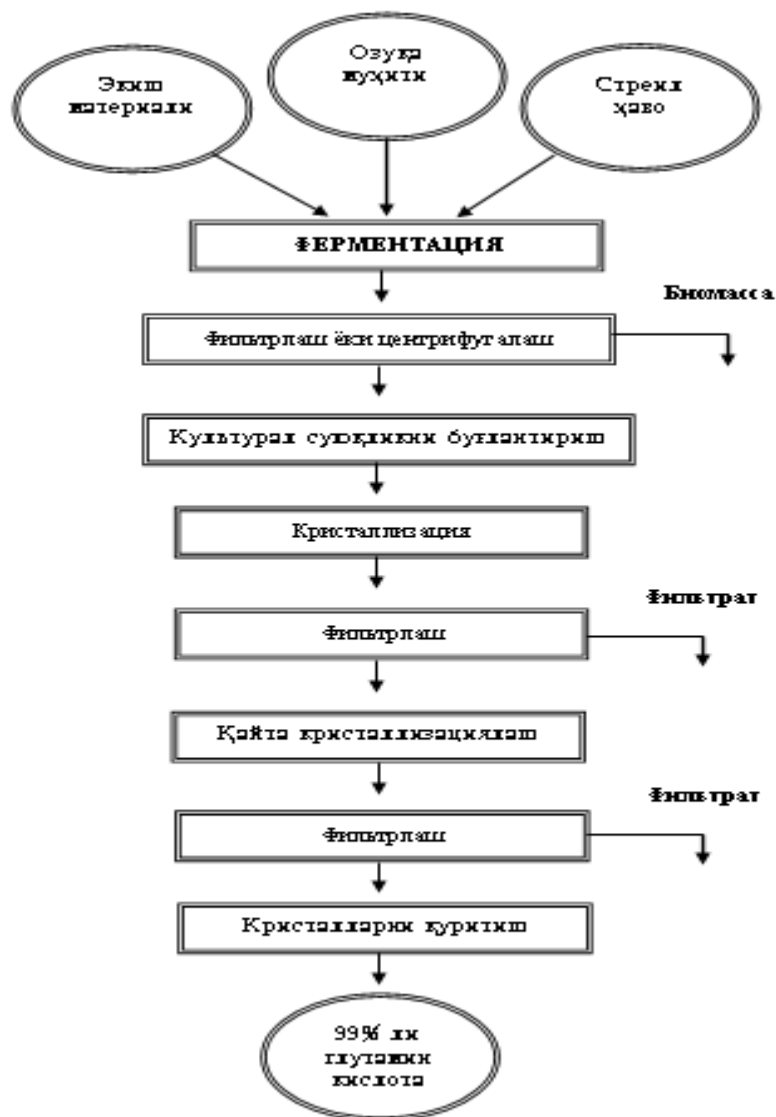 Экиш
материали
Озуқа
муҳити
Стреил
ҳаво
ФЕРМЕНТАЦИЯ
Биомасса
Фильтрлаш ёки центрифугалаш
Культурал суюқликни буғлантириш
Кристаллизация
Фильтрат
Фильтрлаш
Қайта кристаллизациялаш
Фильтрат
Фильтрлаш
Кристалларни қуритиш
99% ли
глутамин
кислота